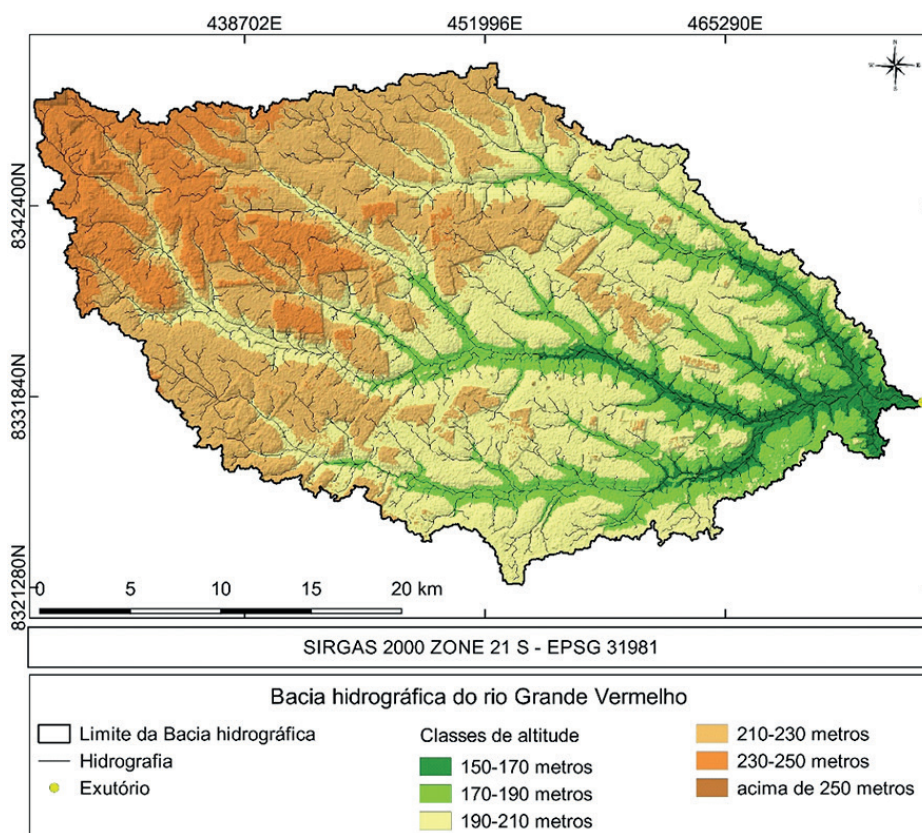 438702E 451996E 465290E
N
W E
S
8342400N
8331840N
8321280N
0 5 10 15 20 km
SIRGAS 2000 ZONE 21 S - EPSG 31981
Bacia hidrográfica do rio Grande Vermelho
Limite da Bacia hidrográfica
Hidrografia
Exutório
Classes de altitude
150-170 metros
170-190 metros
190-210 metros
210-230 metros
230-250 metros
acima de 250 metros